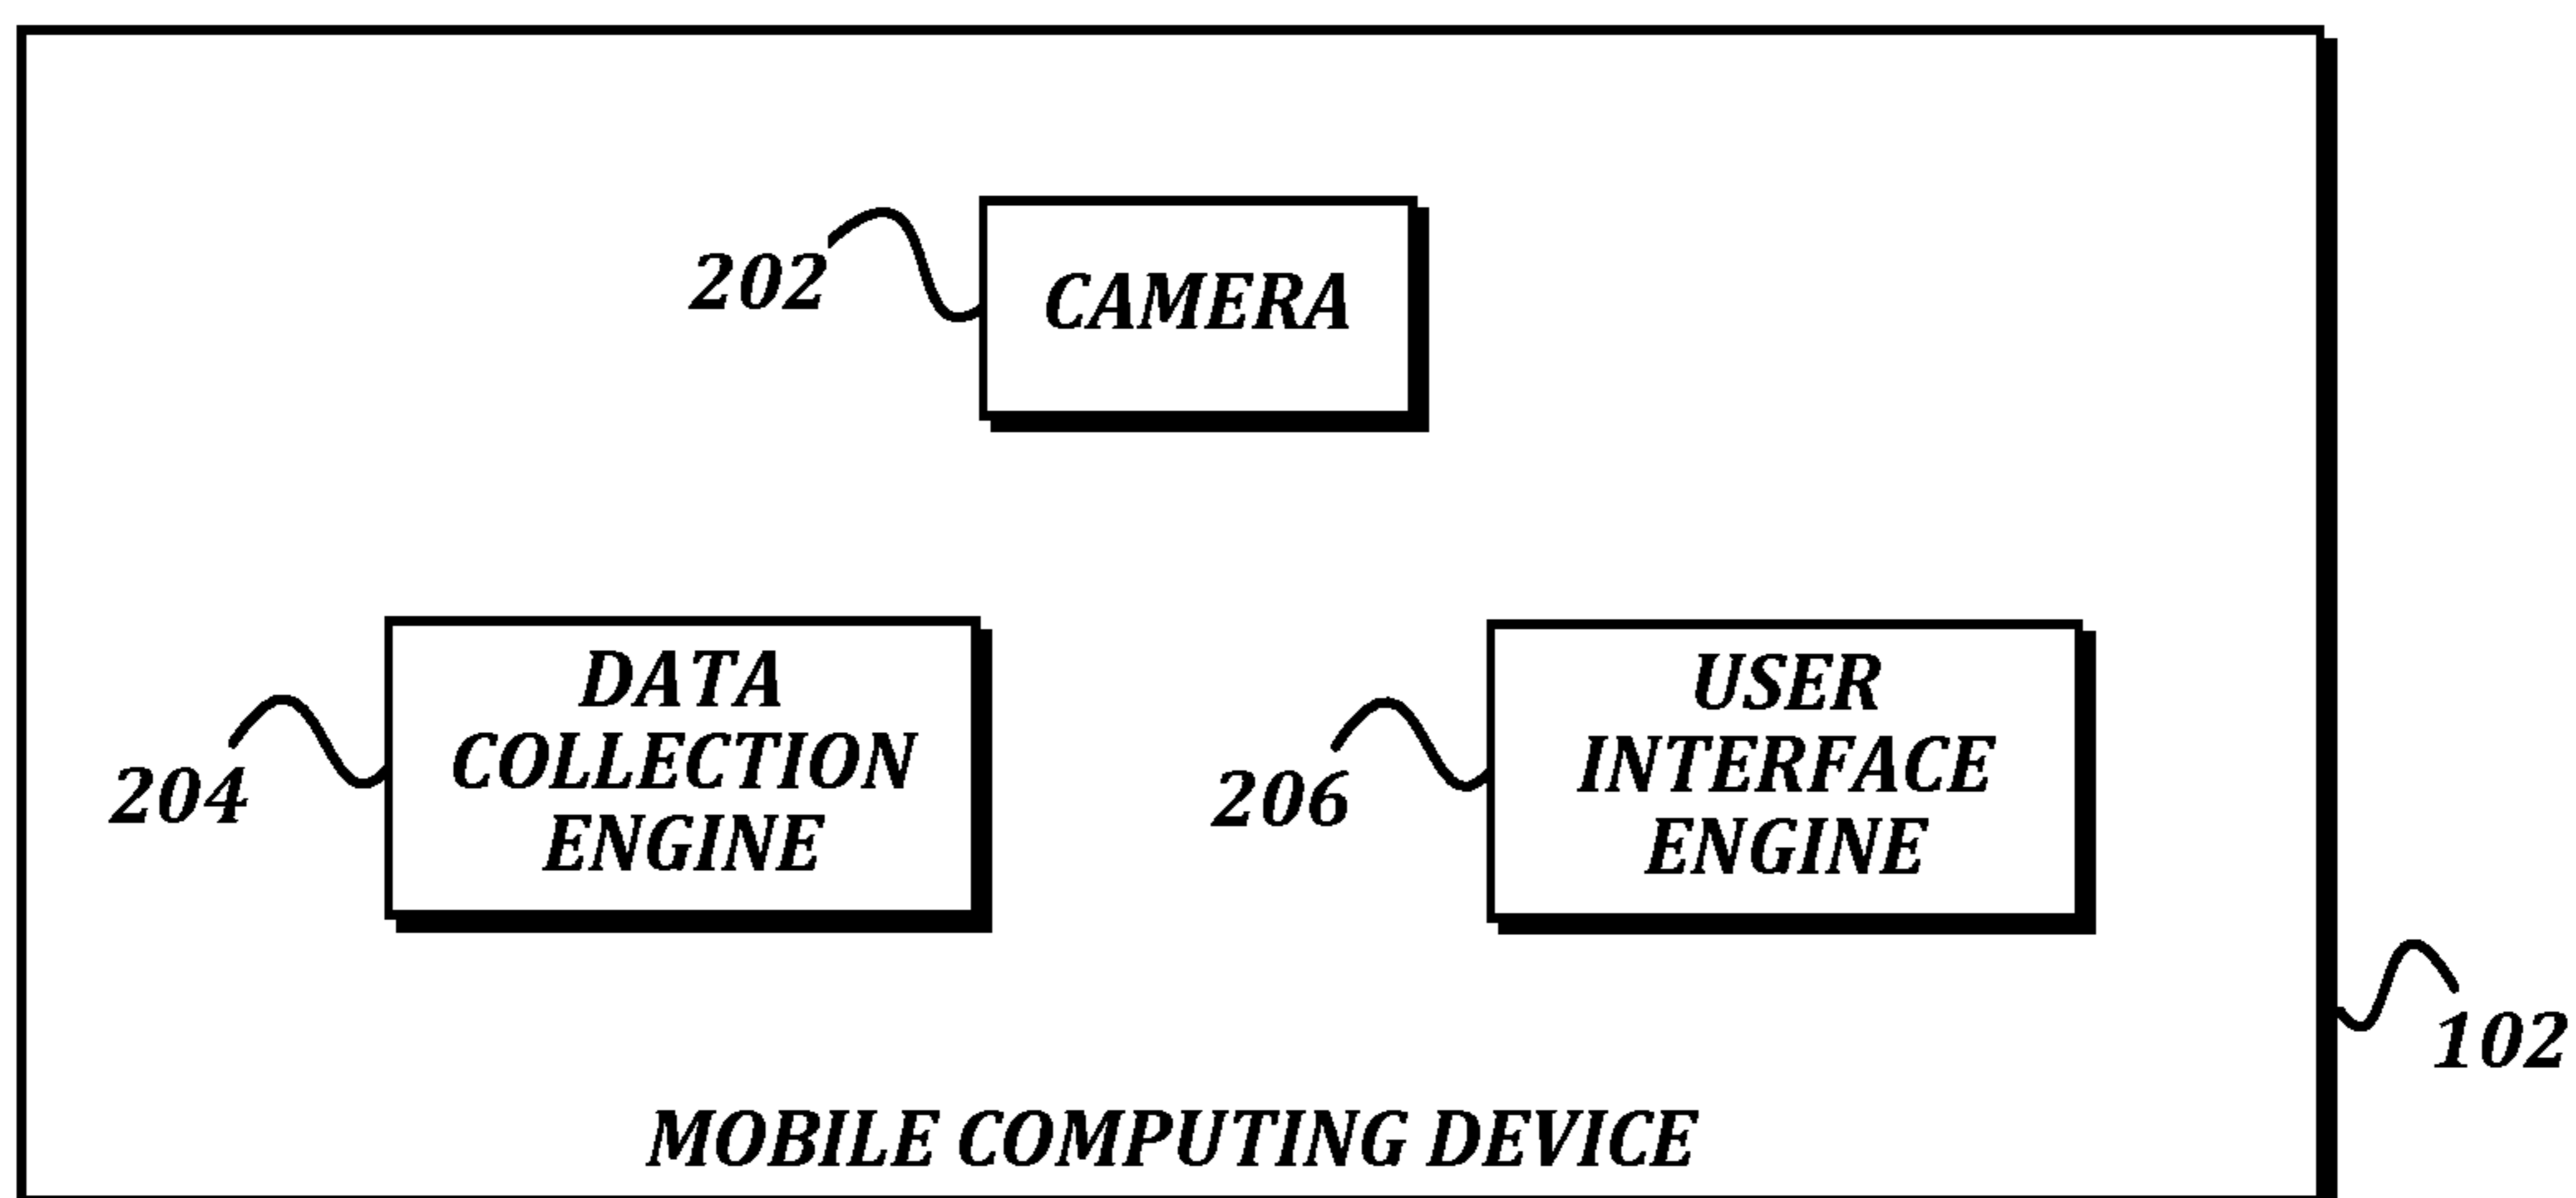 202
CAMERA
DATA
COLLECTION
ENGINE
204
USER
INTERFACE
ENGINE
206
102
MOBILE COMPUTING DEVICE